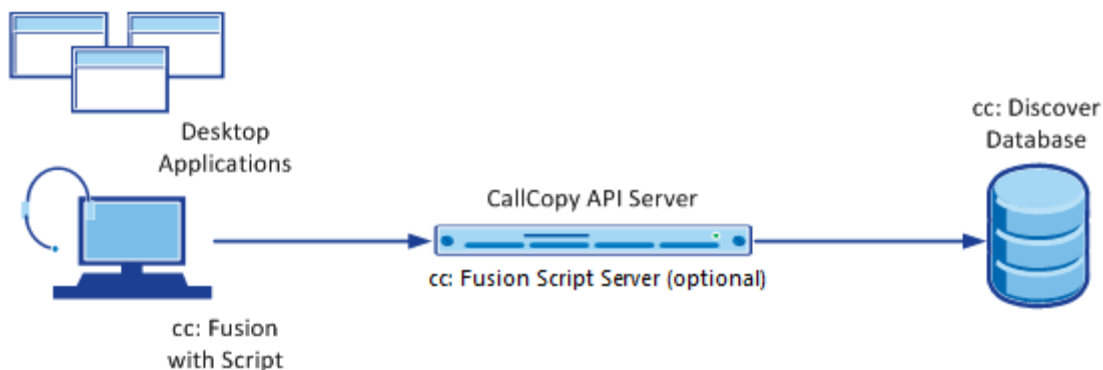 Desktop
Applications
cc: Fusion
with Script
CallCopy API Server
cc: Fusion Script Server (optional)
cc: Discover
Database